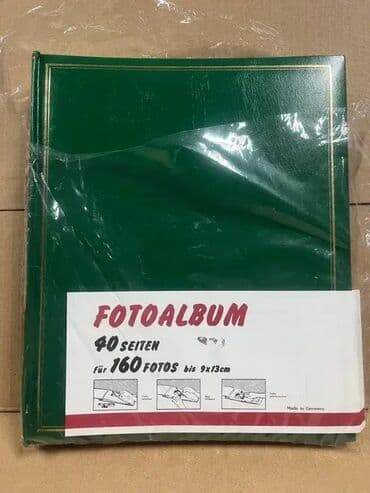 FOTOALBUM
40 SEITEN
für 160 FOTOS bis 9x13cm
Made in Germany